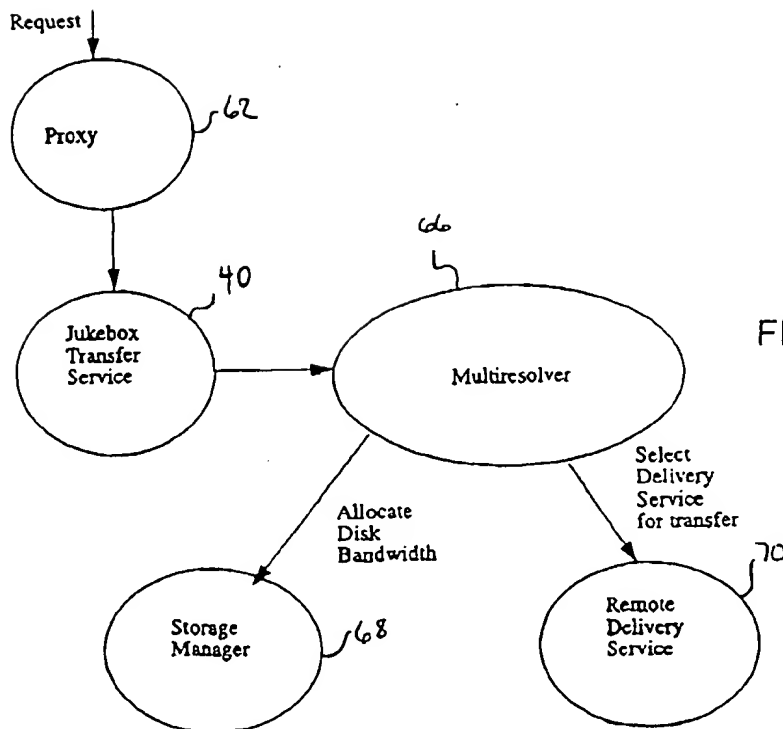 Request
Proxy
62
40
66
Jukebox
Transfer
Service
Multiresolver
Select
Delivery
Service
for transfer
Allocate
Disk
Bandwidth
70
Storage
Manager
68
Remote
Delivery
Service